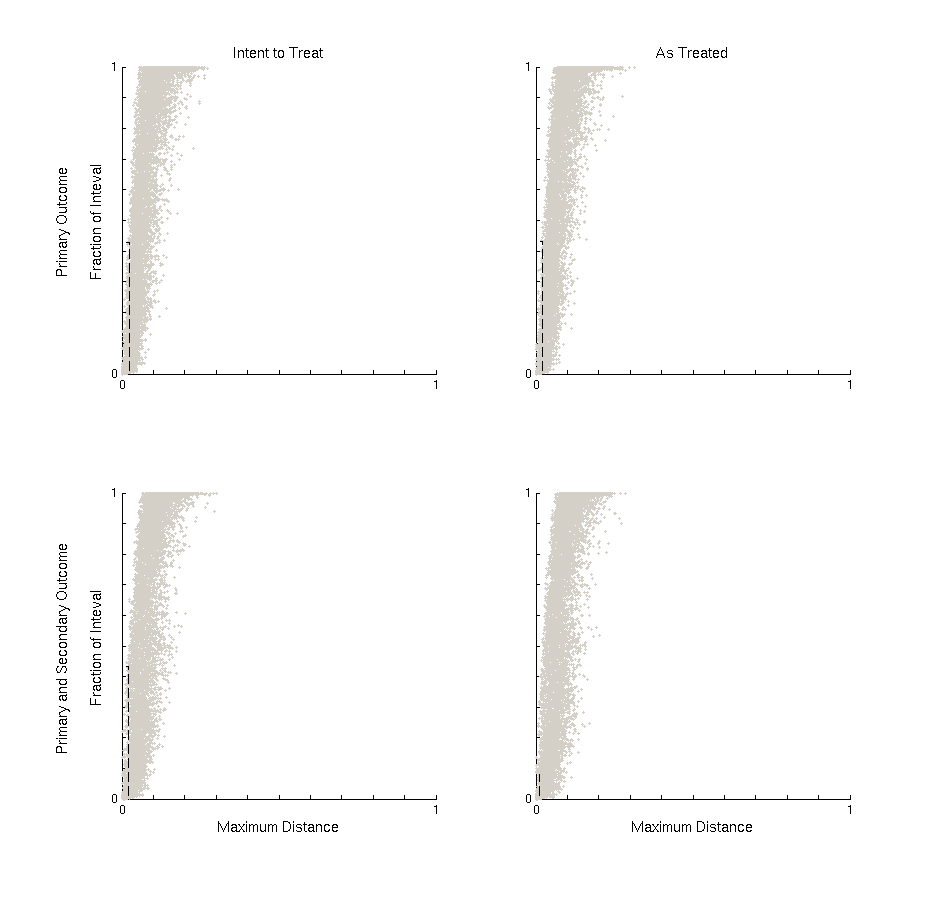 Intent to Treat
As Treated
Primary Outcome
Fraction of Inteval
1
0
0
1
1
0
0
1
Primary and Secondary Outcome
Fraction of Inteval
1
0
0
1
Maximum Distance
1
0
0
1
Maximum Distance